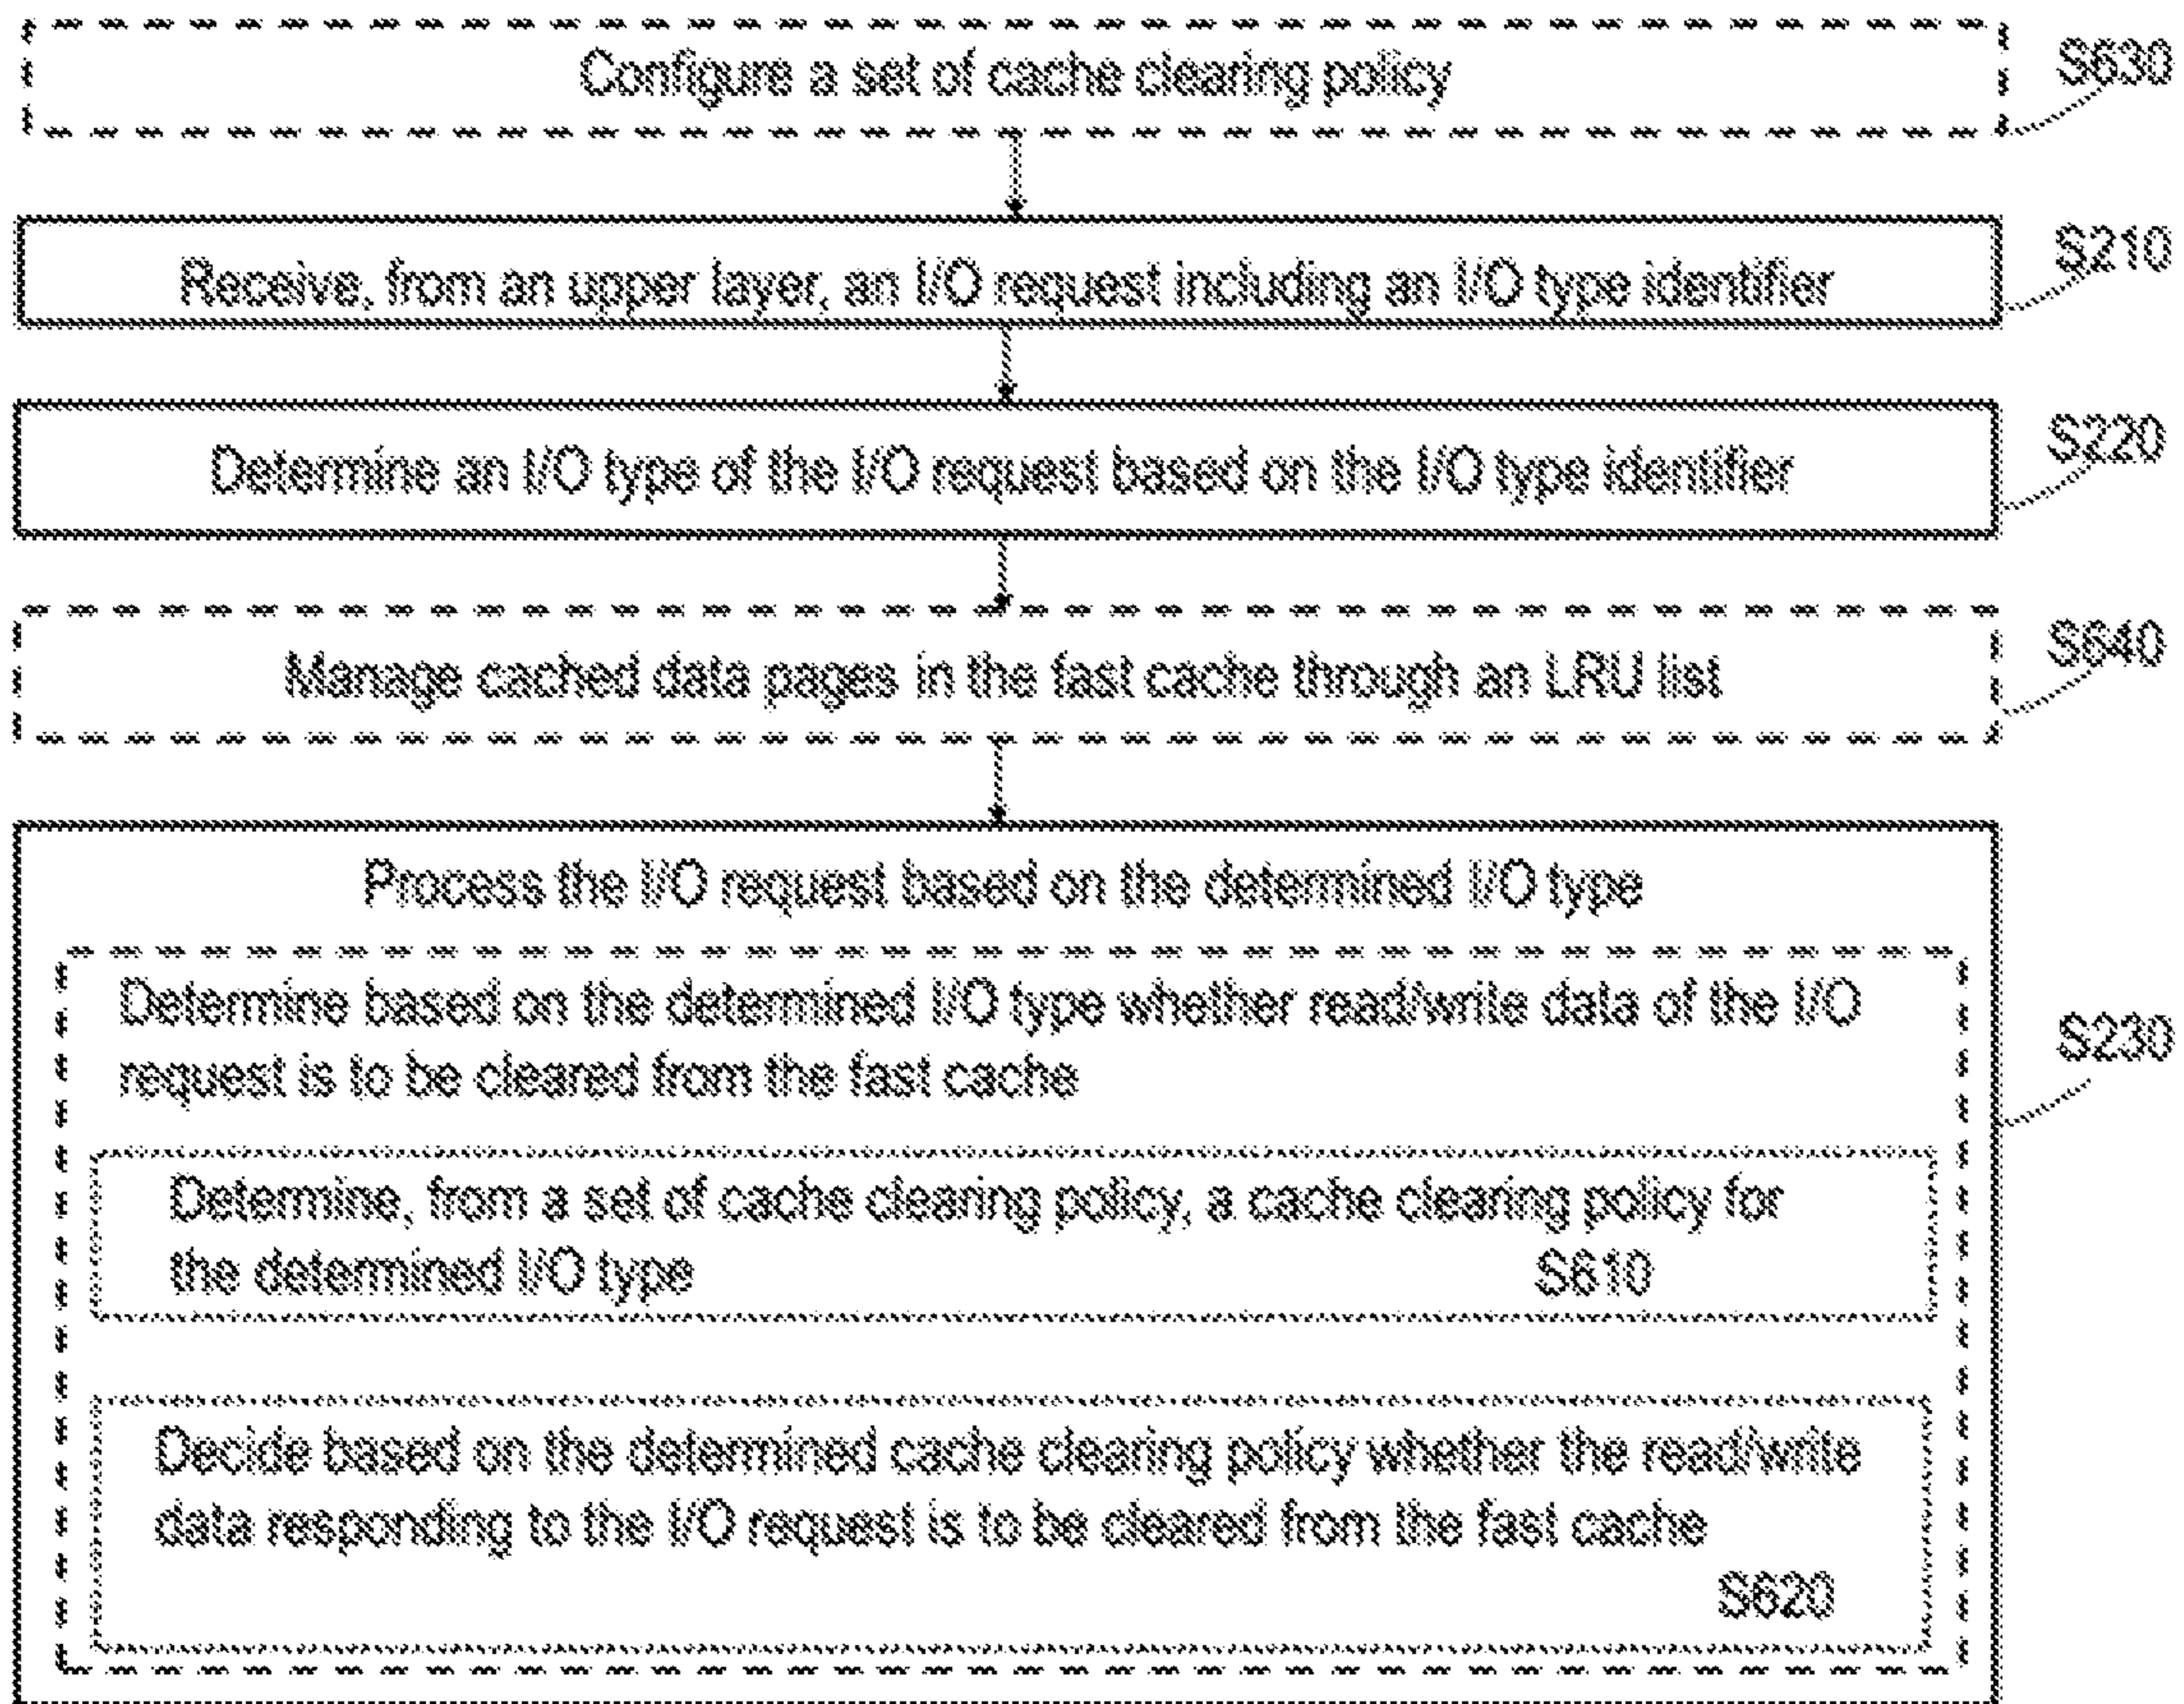 Configure a set of cache clearing policy
S630
Receive, from an upper layer, an I/O request including an I/O type identifier
S210
Determine an I/O type of the I/O request based on the I/O type identifier
S220
Manage cached data pages in the fast cache through an LRU list
S640
Process the I/O request based on the determined I/O type
Determine based on the determined I/O type whether read/write data of the I/O
request is to be cleared from the fast cache
S230
Determine, from a set of cache clearing policy, a cache clearing policy for
the determined I/O type
S610
Decide based on the determined cache clearing policy whether the read/write
data responding to the I/O request is to be cleared from the fast cache
S620